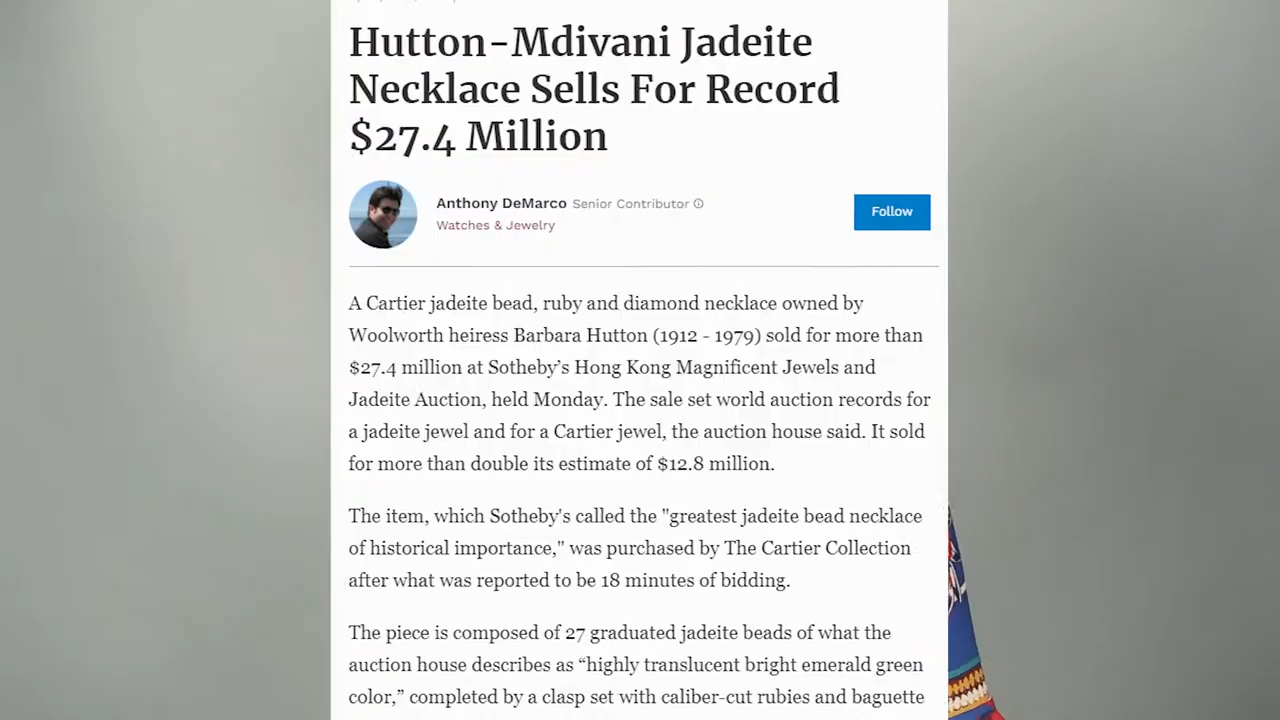 Hutton-Mdivani Jadeite
Necklace Sells For Record
$27.4 Million
Anthony DeMarco Senior Contributor
Watches & Jewelry
Follow
A Cartier jadeite bead, ruby and diamond necklace owned by
Woolworth heiress Barbara Hutton (1912 - 1979) sold for more than
$27.4 million at Sotheby’s Hong Kong Magnificent Jewels and
Jadeite Auction, held Monday. The sale set world auction records for
a jadeite jewel and for a Cartier jewel, the auction house said. It sold
for more than double its estimate of $12.8 million.
The item, which Sotheby's called the "greatest jadeite bead necklace
of historical importance," was purchased by The Cartier Collection
after what was reported to be 18 minutes of bidding.
The piece is composed of 27 graduated jadeite beads of what the
auction house describes as “highly translucent bright emerald green
color,” completed by a clasp set with caliber-cut rubies and baguette